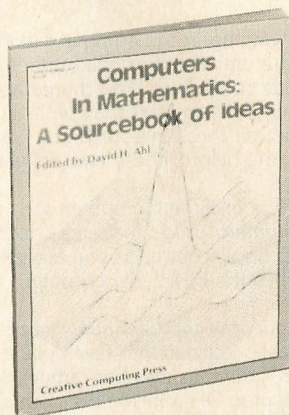 Computers
In Mathematics:
A Sourcebook of Ideas
Edited by David H. Ahl
Creative Computing Press